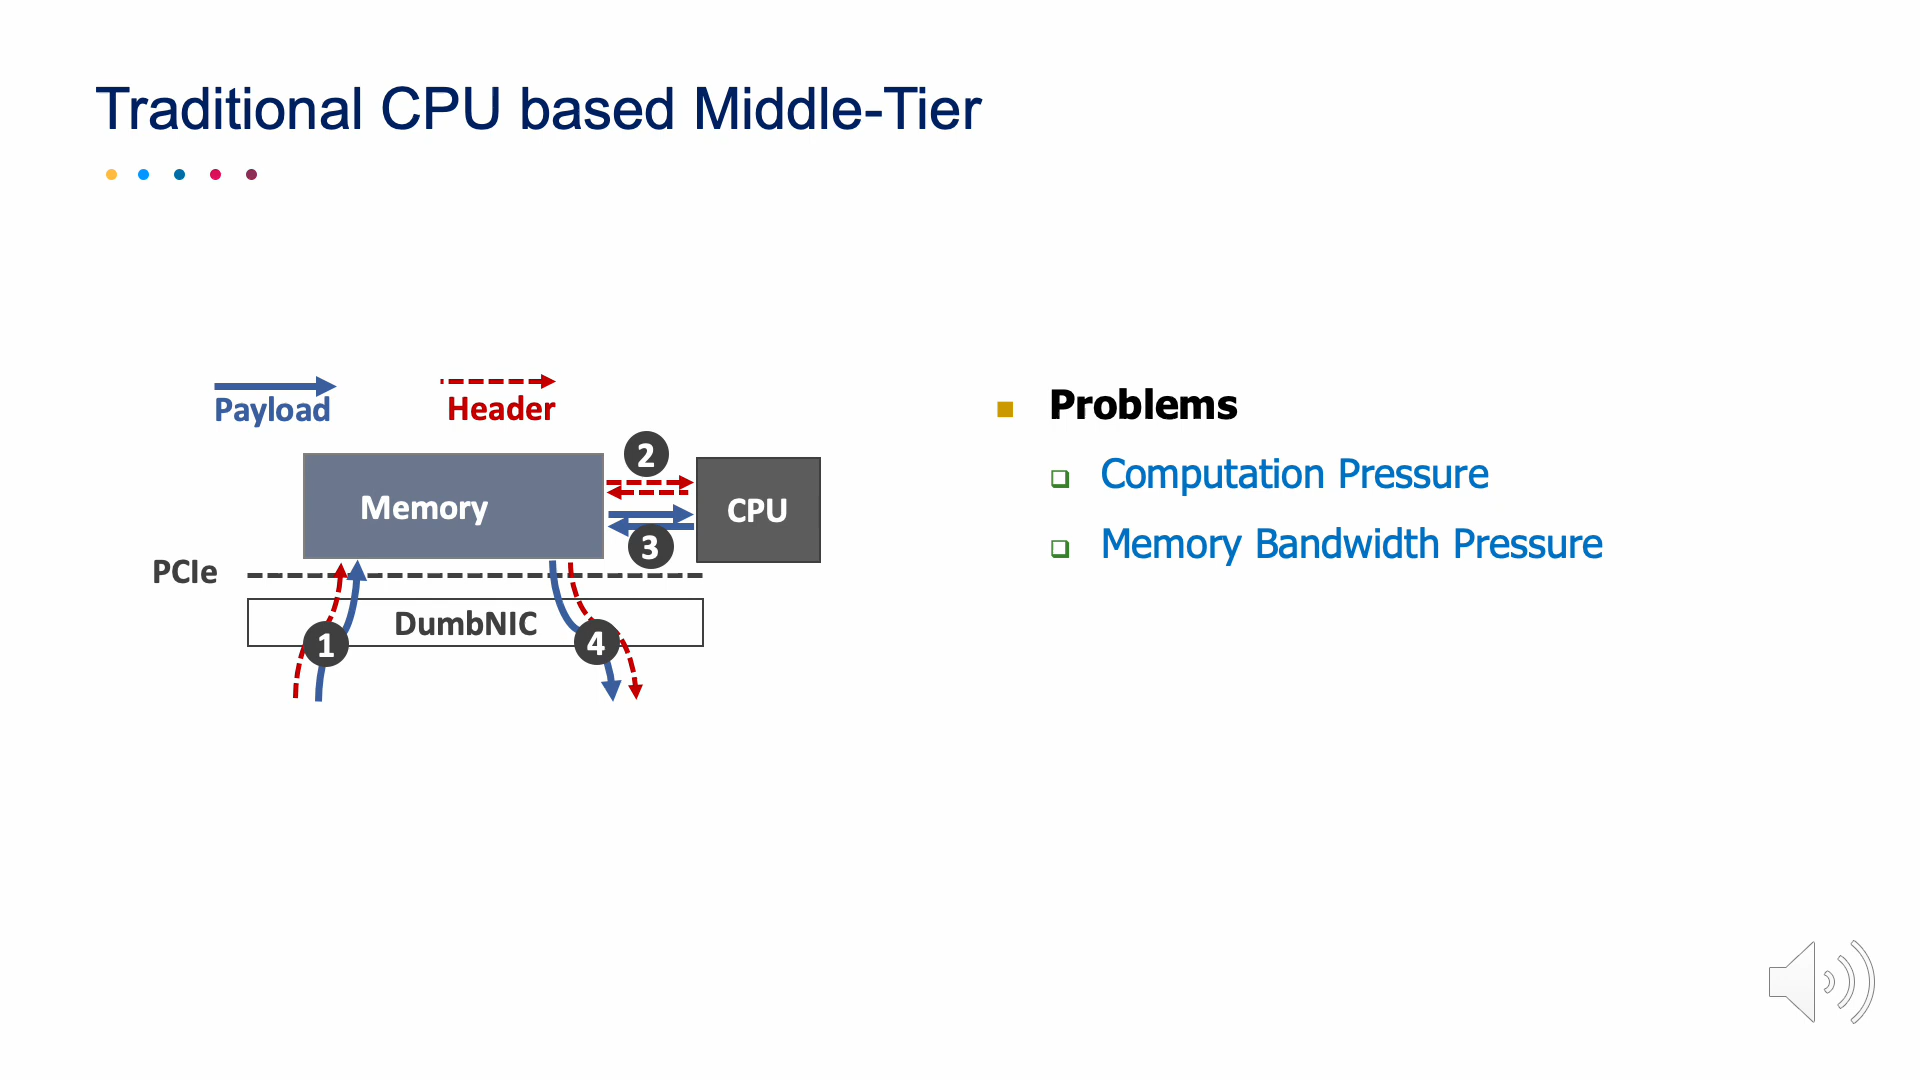 Traditional CPU based Middle-Tier
Payload
Header
2
Memory
CPU
3
PCIe
DumbNIC
1
4
Problems
Computation Pressure
Memory Bandwidth Pressure